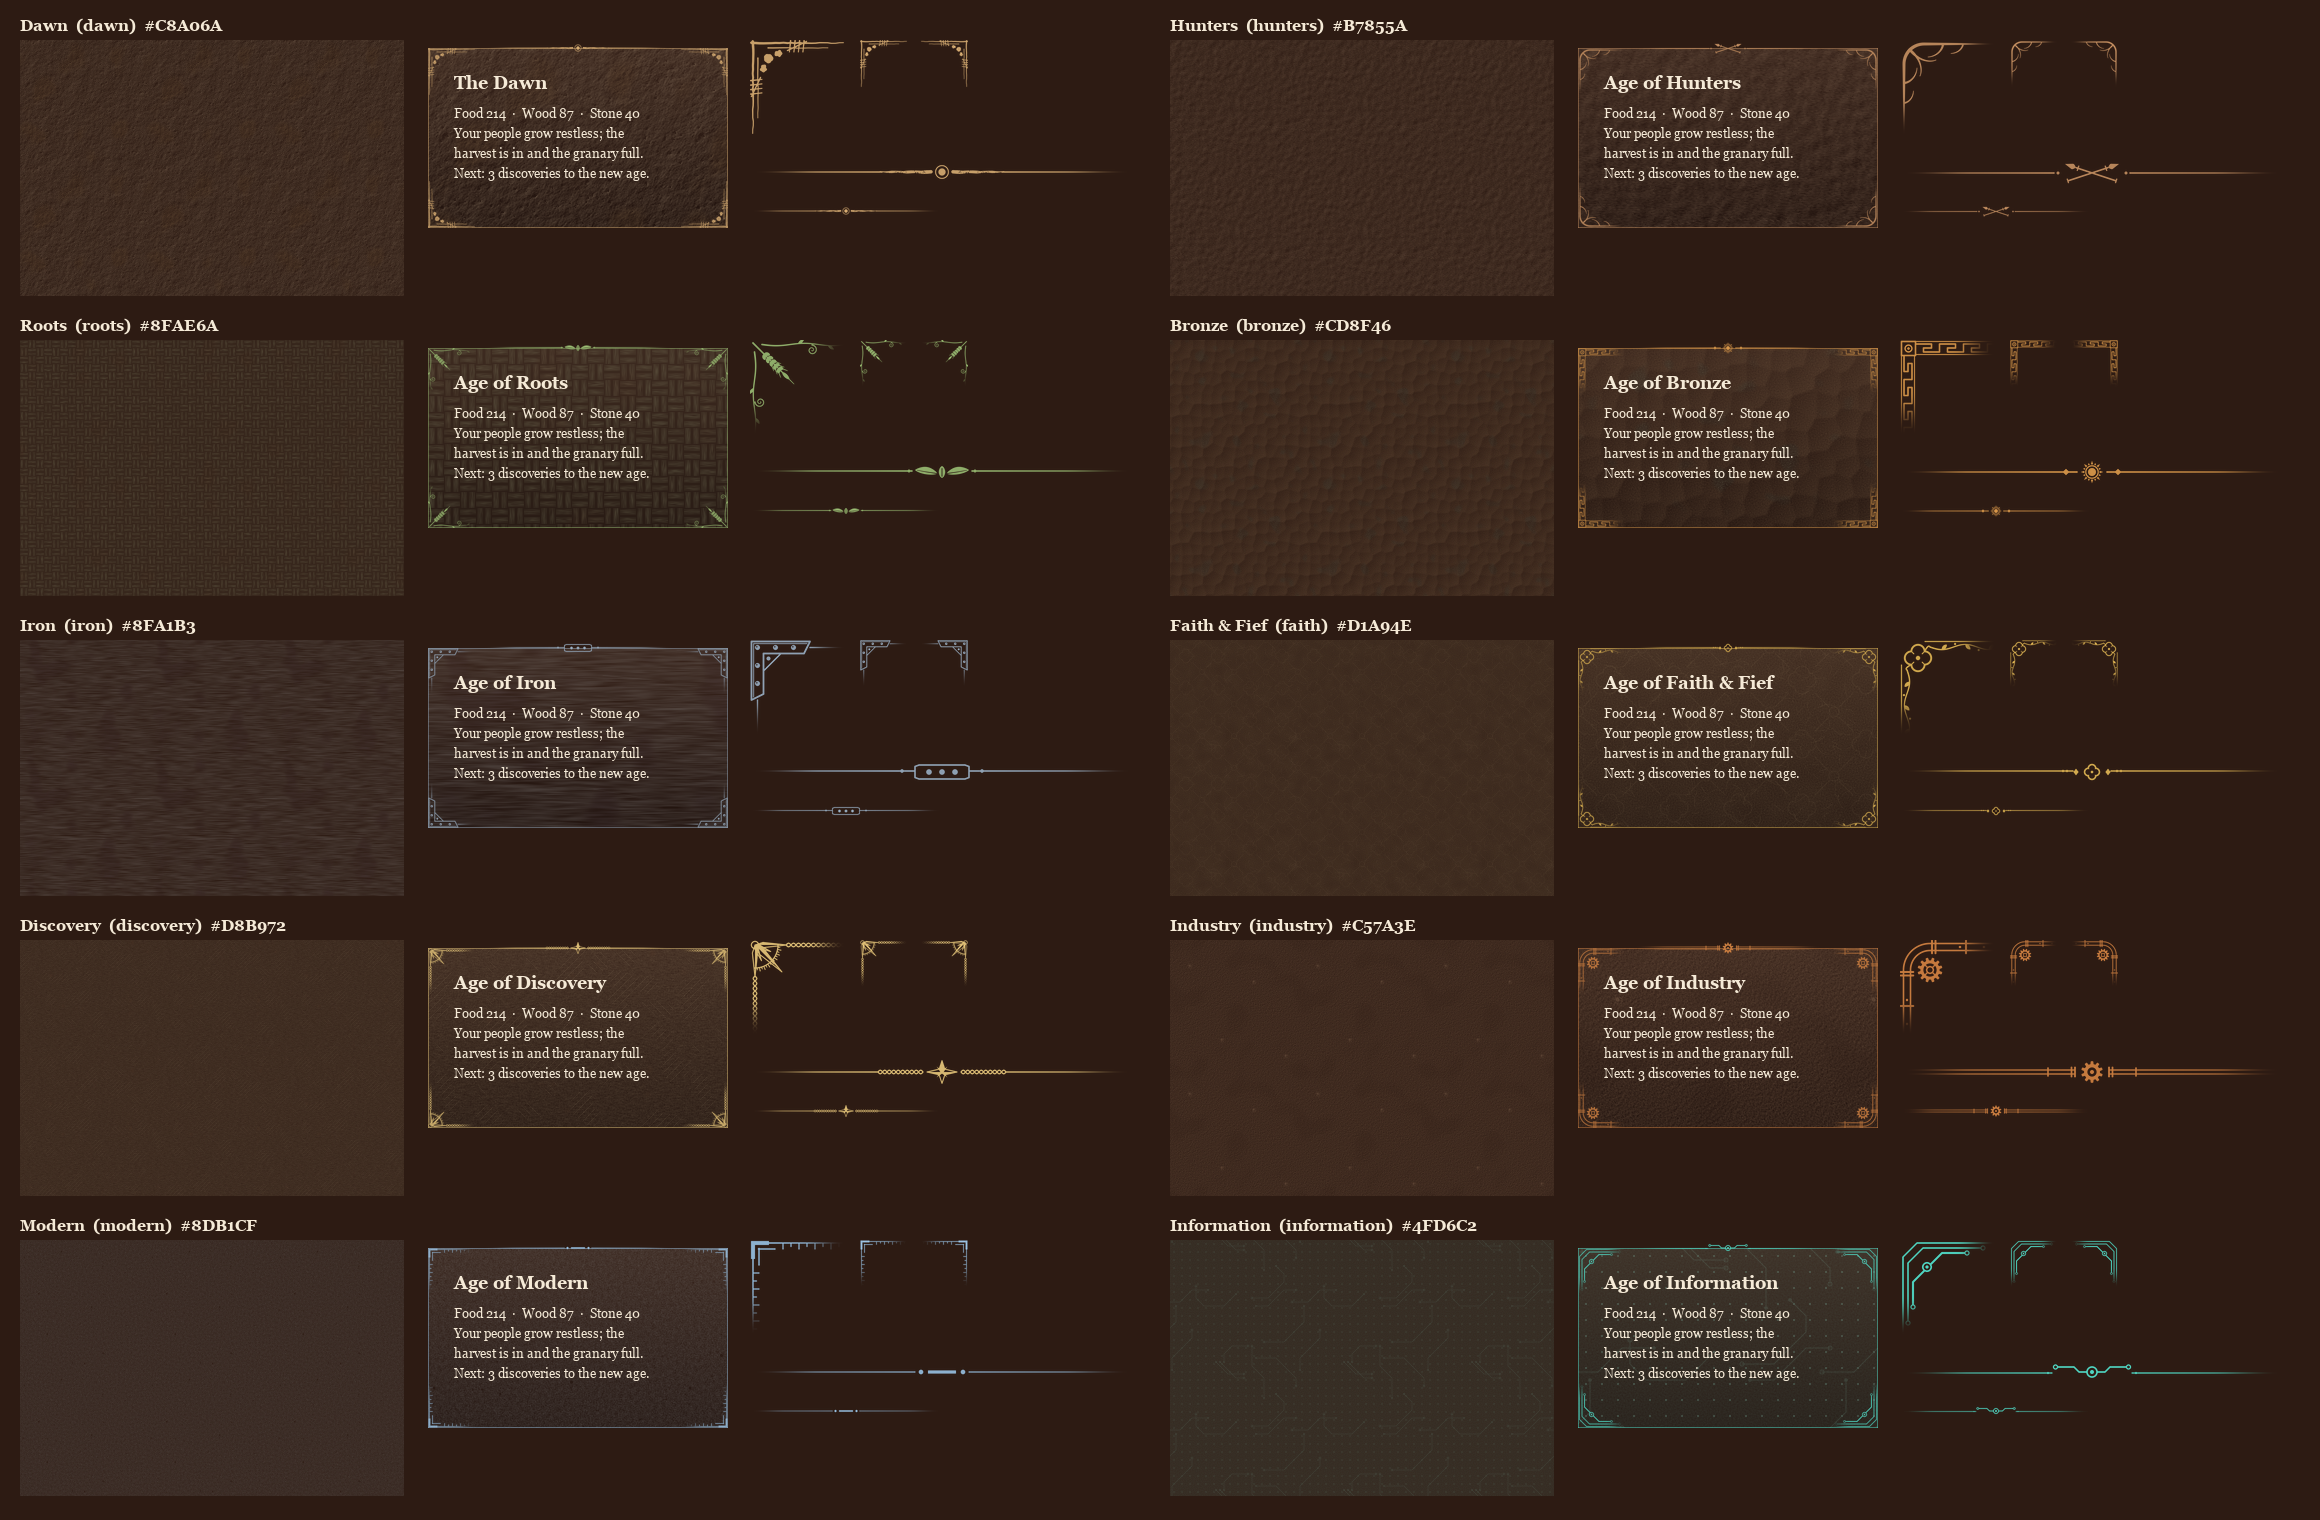 Dawn (dawn) #C8A06A
The Dawn
Food 214 · Wood 87 · Stone 40
Your people grow restless; the
harvest is in and the granary full.
Next: 3 discoveries to the new age.
Hunters (hunters) #B7855A
Age of Hunters
Food 214 · Wood 87 · Stone 40
Your people grow restless; the
harvest is in and the granary full.
Next: 3 discoveries to the new age.
Roots (roots) #8FAE6A
Age of Roots
Food 214 · Wood 87 · Stone 40
Your people grow restless; the
harvest is in and the granary full.
Next: 3 discoveries to the new age.
Bronze (bronze) #CD8F46
Age of Bronze
Food 214 · Wood 87 · Stone 40
Your people grow restless; the
harvest is in and the granary full.
Next: 3 discoveries to the new age.
Iron (iron) #8FA1B3
Age of Iron
Food 214 · Wood 87 · Stone 40
Your people grow restless; the
harvest is in and the granary full.
Next: 3 discoveries to the new age.
Faith & Fief (faith) #D1A94E
Age of Faith & Fief
Food 214 · Wood 87 · Stone 40
Your people grow restless; the
harvest is in and the granary full.
Next: 3 discoveries to the new age.
Discovery (discovery) #D8B972
Age of Discovery
Food 214 · Wood 87 · Stone 40
Your people grow restless; the
harvest is in and the granary full.
Next: 3 discoveries to the new age.
Industry (industry) #C57A3E
Age of Industry
Food 214 · Wood 87 · Stone 40
Your people grow restless; the
harvest is in and the granary full.
Next: 3 discoveries to the new age.
Modern (modern) #8DB1CF
Age of Modern
Food 214 · Wood 87 · Stone 40
Your people grow restless; the
harvest is in and the granary full.
Next: 3 discoveries to the new age.
Information (information) #4FD6C2
Age of Information
Food 214 · Wood 87 · Stone 40
Your people grow restless; the
harvest is in and the granary full.
Next: 3 discoveries to the new age.